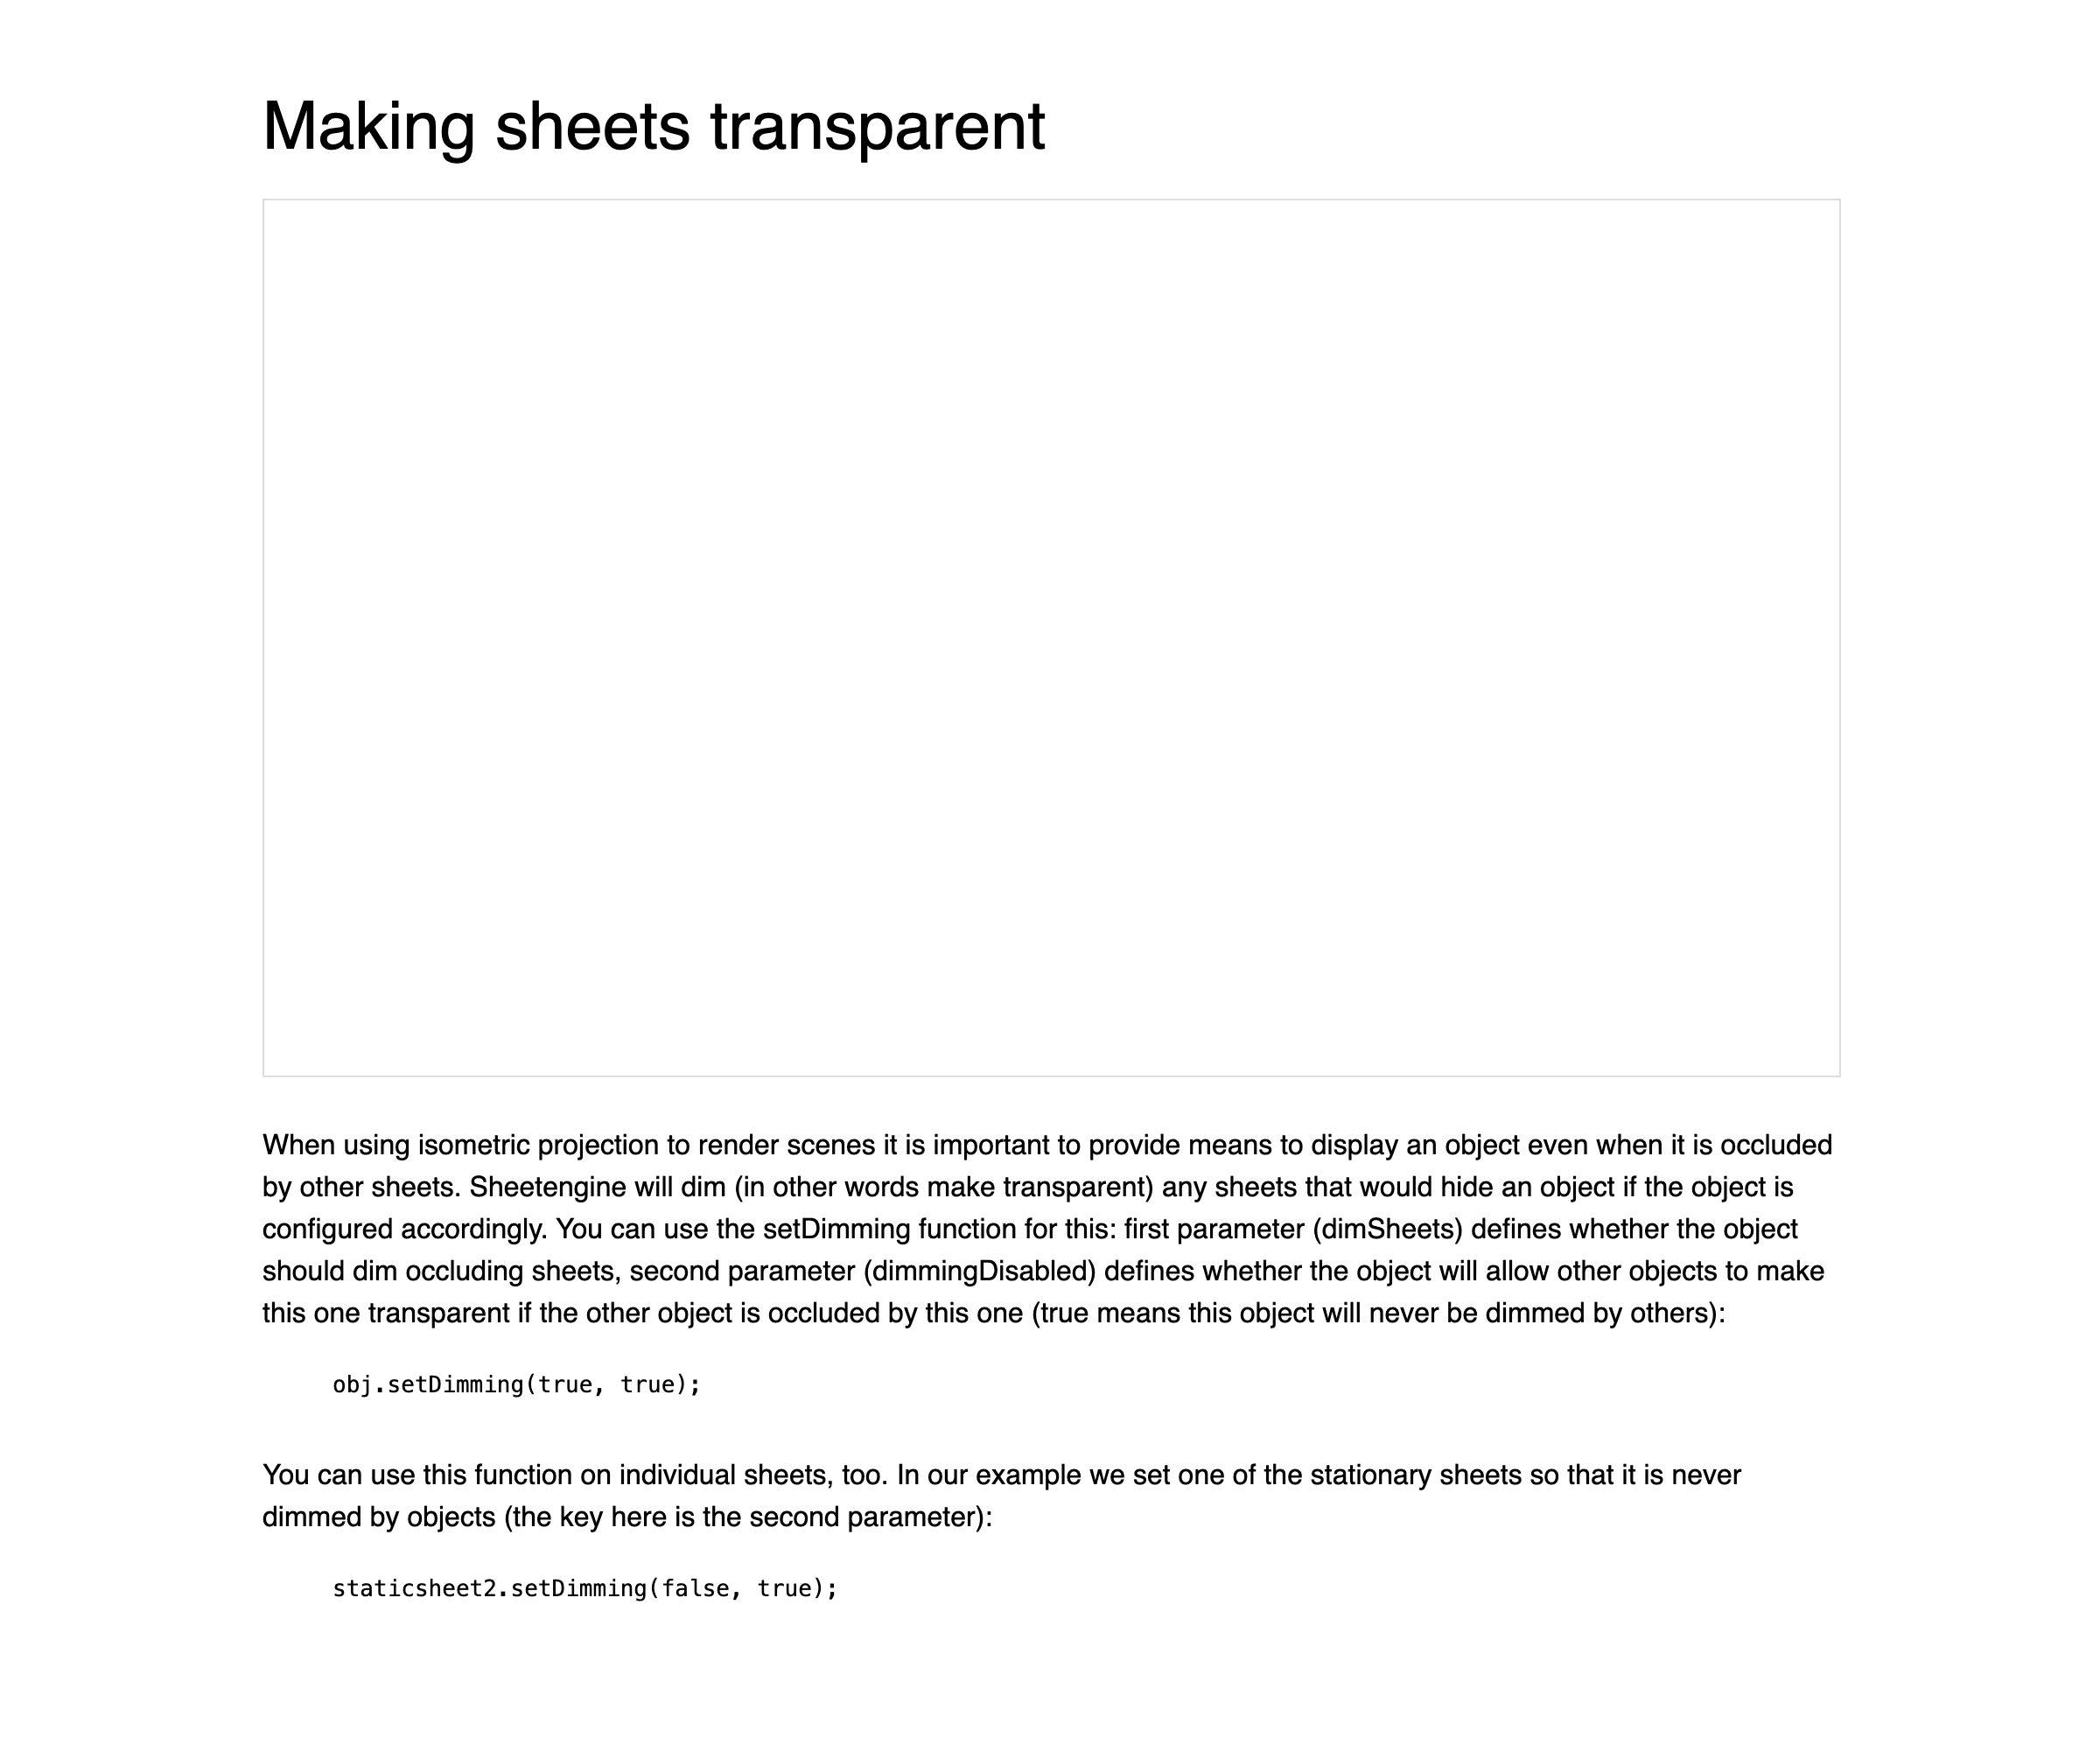 Making sheets transparent
When using isometric projection to render scenes it is important to provide means to display an object even when it is occluded
by other sheets. Sheetengine will dim (in other words make transparent) any sheets that would hide an object if the object is
configured accordingly. You can use the setDimming function for this: first parameter (dimSheets) defines whether the object
should dim occluding sheets, second parameter (dimmingDisabled) defines whether the object will allow other objects to make
this one transparent if the other object is occluded by this one (true means this object will never be dimmed by others):
obj.setDimming(true, true);
You can use this function on individual sheets, too. In our example we set one of the stationary sheets so that it is never
dimmed by objects (the key here is the second parameter):
staticsheet2.setDimming(false, true);